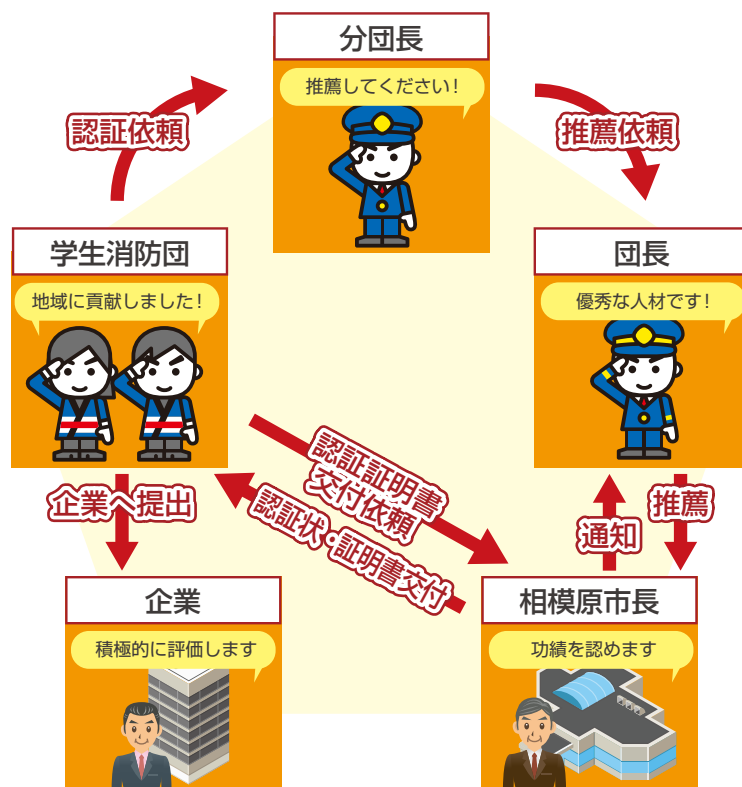 分団長
推薦してください！
認証依頼
推薦依頼
学生消防団
地域に貢献しました！
団長
優秀な人材です！
認証証明書
交付依頼
認証状・証明書交付
企業へ提出
通知
推薦
企業
積極的に評価します
相模原市長
功績を認めます